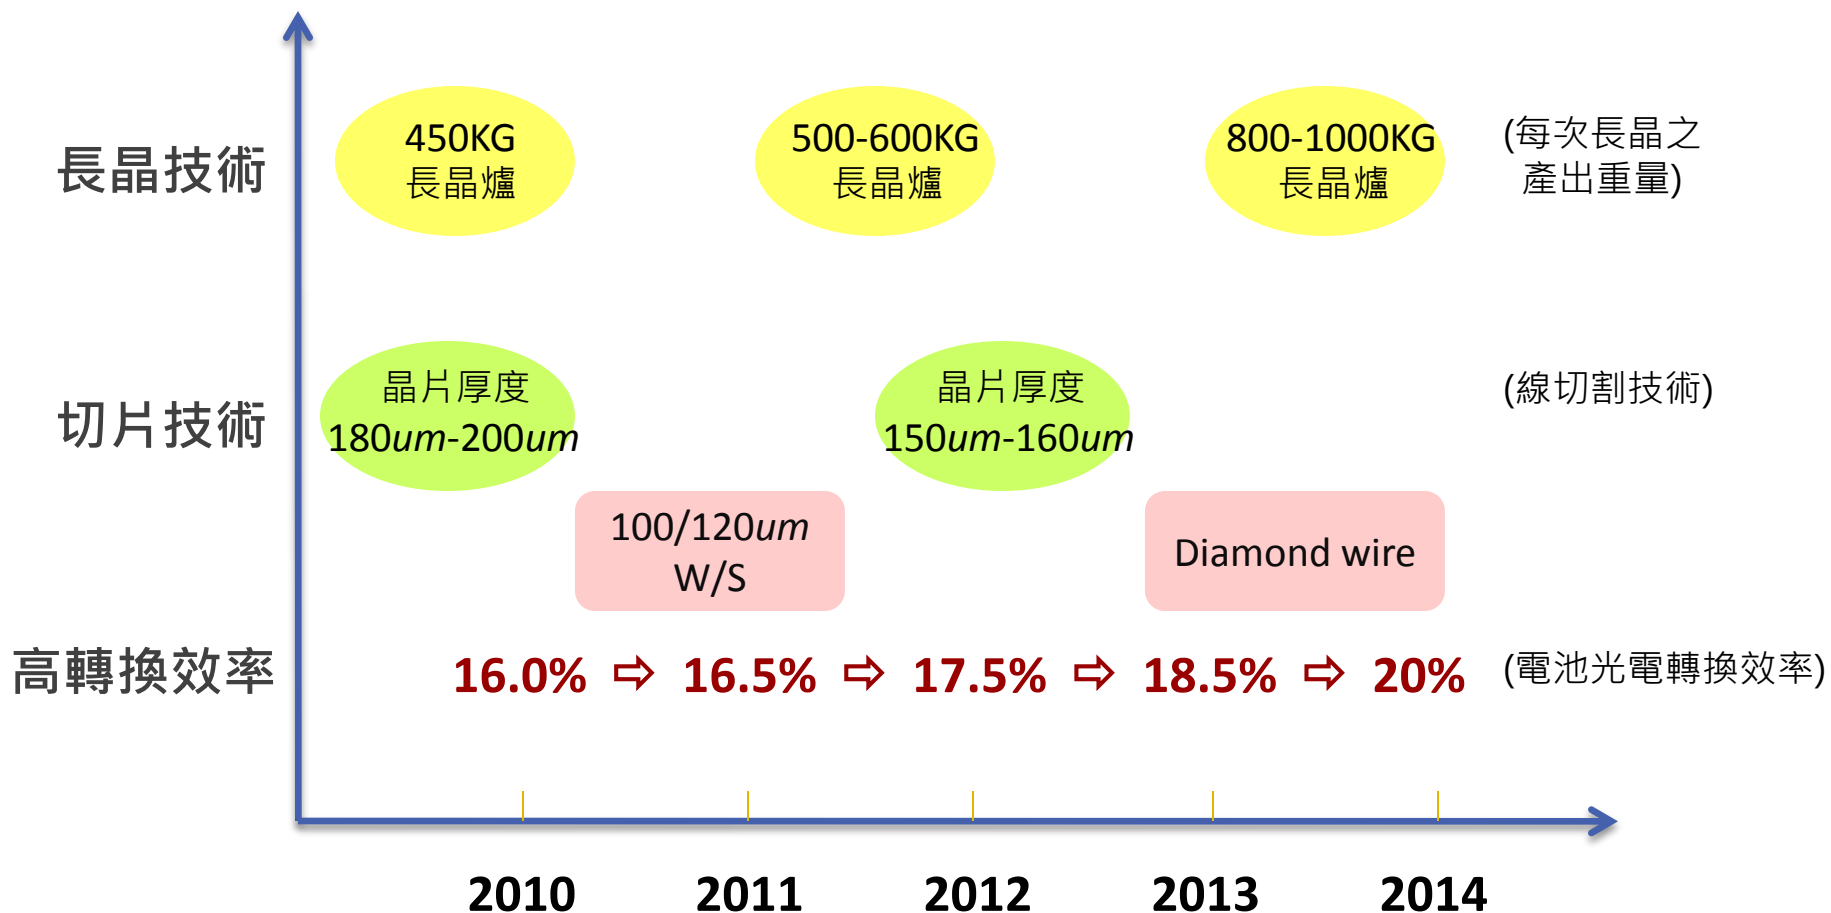 長晶技術
450KG
長晶爐
500-600KG
長晶爐
800-1000KG
長晶爐
(每次長晶之
產出重量)
切片技術
晶片厚度
180um-200um
晶片厚度
150um-160um
(線切割技術)
100/120um
W/S
Diamond wire
高轉換效率
16.0% ⇨ 16.5% ⇨ 17.5% ⇨ 18.5% ⇨ 20%
(電池光電轉換效率)
2010 2011 2012 2013 2014